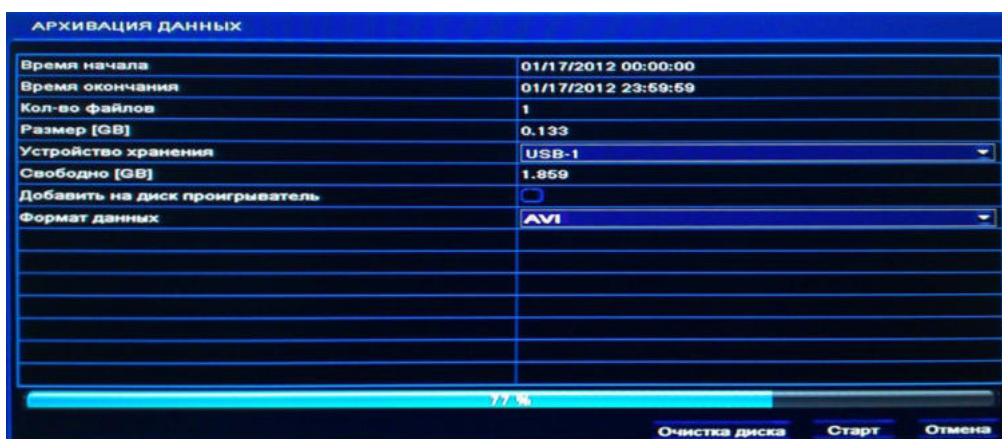 АРХИВАЦИЯ ДАННЫХ
Время начала 01/17/2012 00:00:00
Время окончания 01/17/2012 23:59:59
Кол-во файлов 1
Размер [GB] 0.133
Устройство хранения USB-1
Свободно [GB] 1.859
Добавить на диск проигрыватель
Формат данных AVI
77 %
Очистка диска Старт Отмена